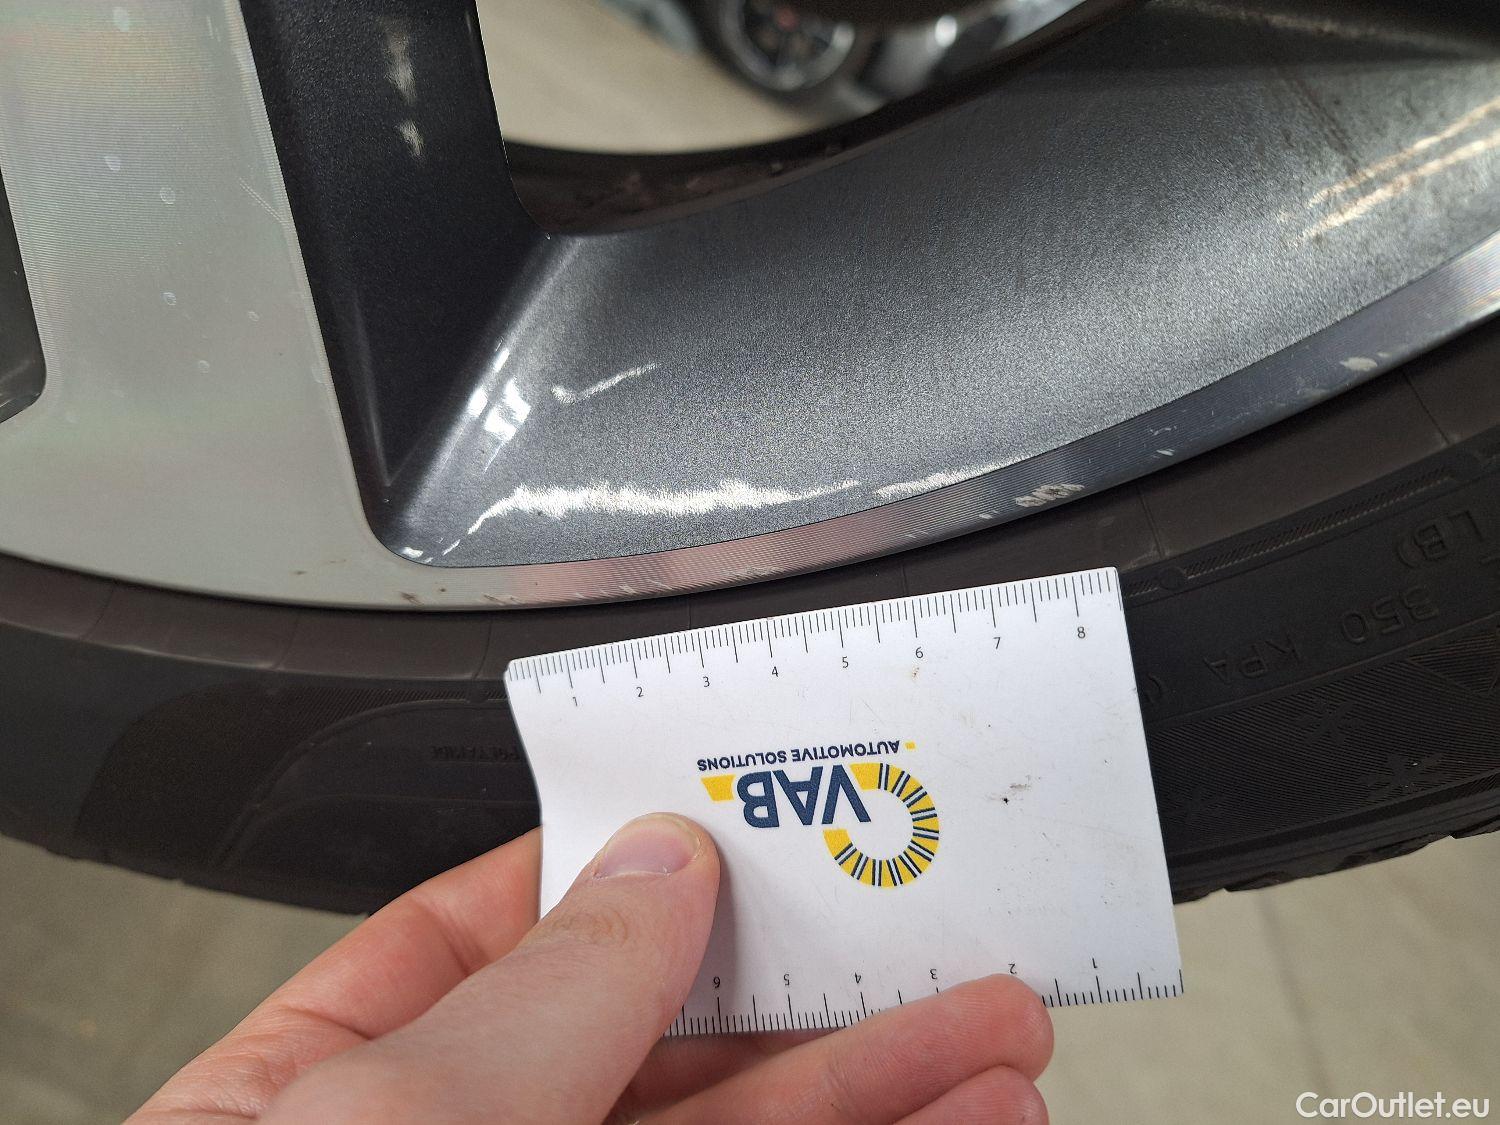 LB)
350 KPA (
1 2 3 4 5 6 7 8
AUTOMOTIVE SOLUTIONS
VAB
6 5 4 3 2 1
CarOutlet.eu